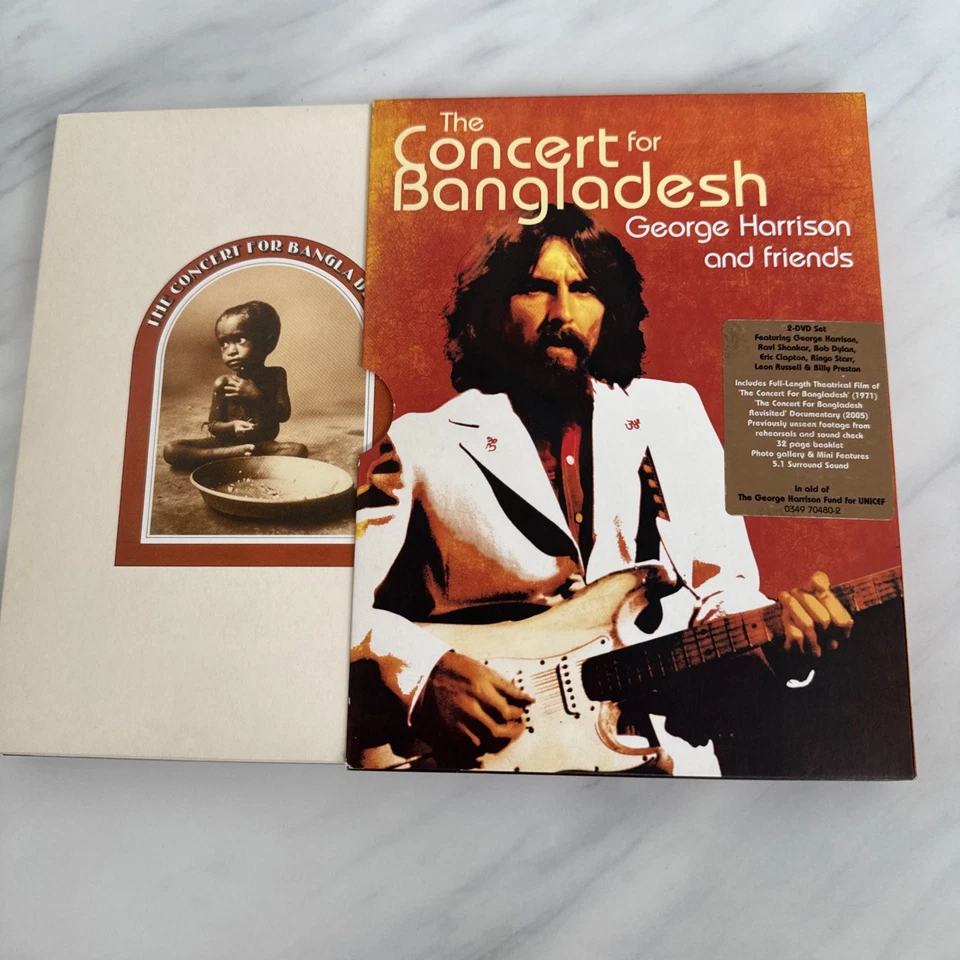 THE CONCERT FOR BANGLA D
The
Concert for
Bangladesh
George Harrison
and friends
2-DVD Set
Featuring George Harrison,
Ravi Shankar, Bob Dylan,
Eric Clapton, Ringo Starr,
Leon Russell & Billy Preston
Includes Full-Length Theatrical Film of
'The Concert For Bangladesh' (1971)
'The Concert For Bangladesh
Revisited' Documentary (2005)
Previously unseen footage from
rehearsals and sound check
32 page booklet
Photo gallery & Mini Features
5.1 Surround Sound
In aid of
The George Harrison Fund for UNICEF
0349 70480-2